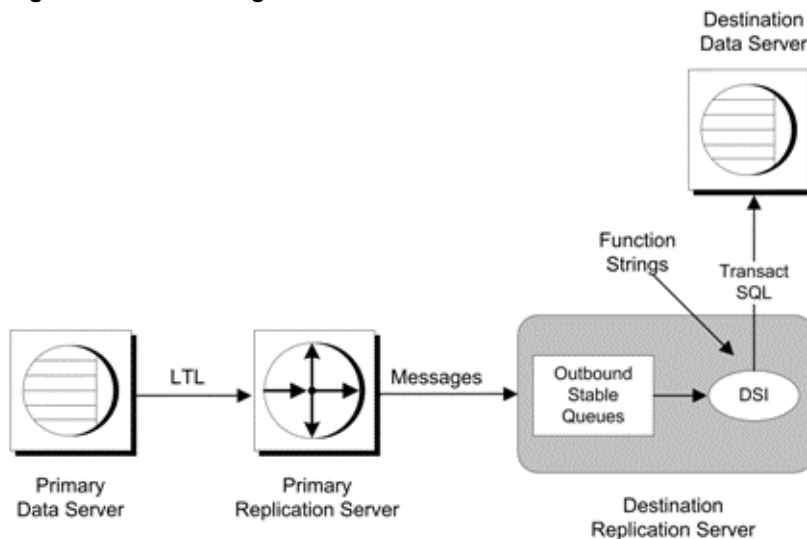 Destination
Data Server
Function
Strings
Transact
SQL
LTL
Messages
Outbound
Stable
Queues
DSI
Primary
Data Server
Primary
Replication Server
Destination
Replication Server